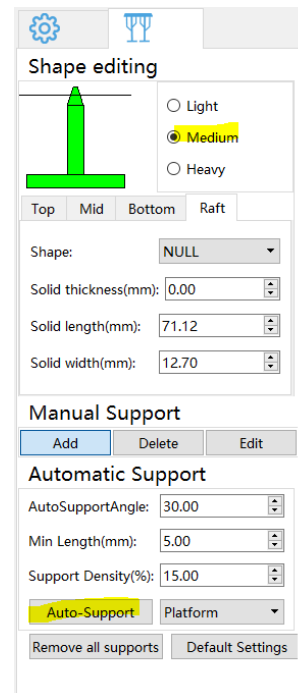 Shape editing
Light
Medium
Heavy
Top Mid Bottom Raft
Shape: NULL
Solid thickness(mm): 0.00
Solid length(mm): 71.12
Solid width(mm): 12.70
Manual Support
Add Delete Edit
Automatic Support
AutoSupportAngle: 30.00
Min Length(mm): 5.00
Support Density(%): 15.00
Auto-Support Platform
Remove all supports Default Settings